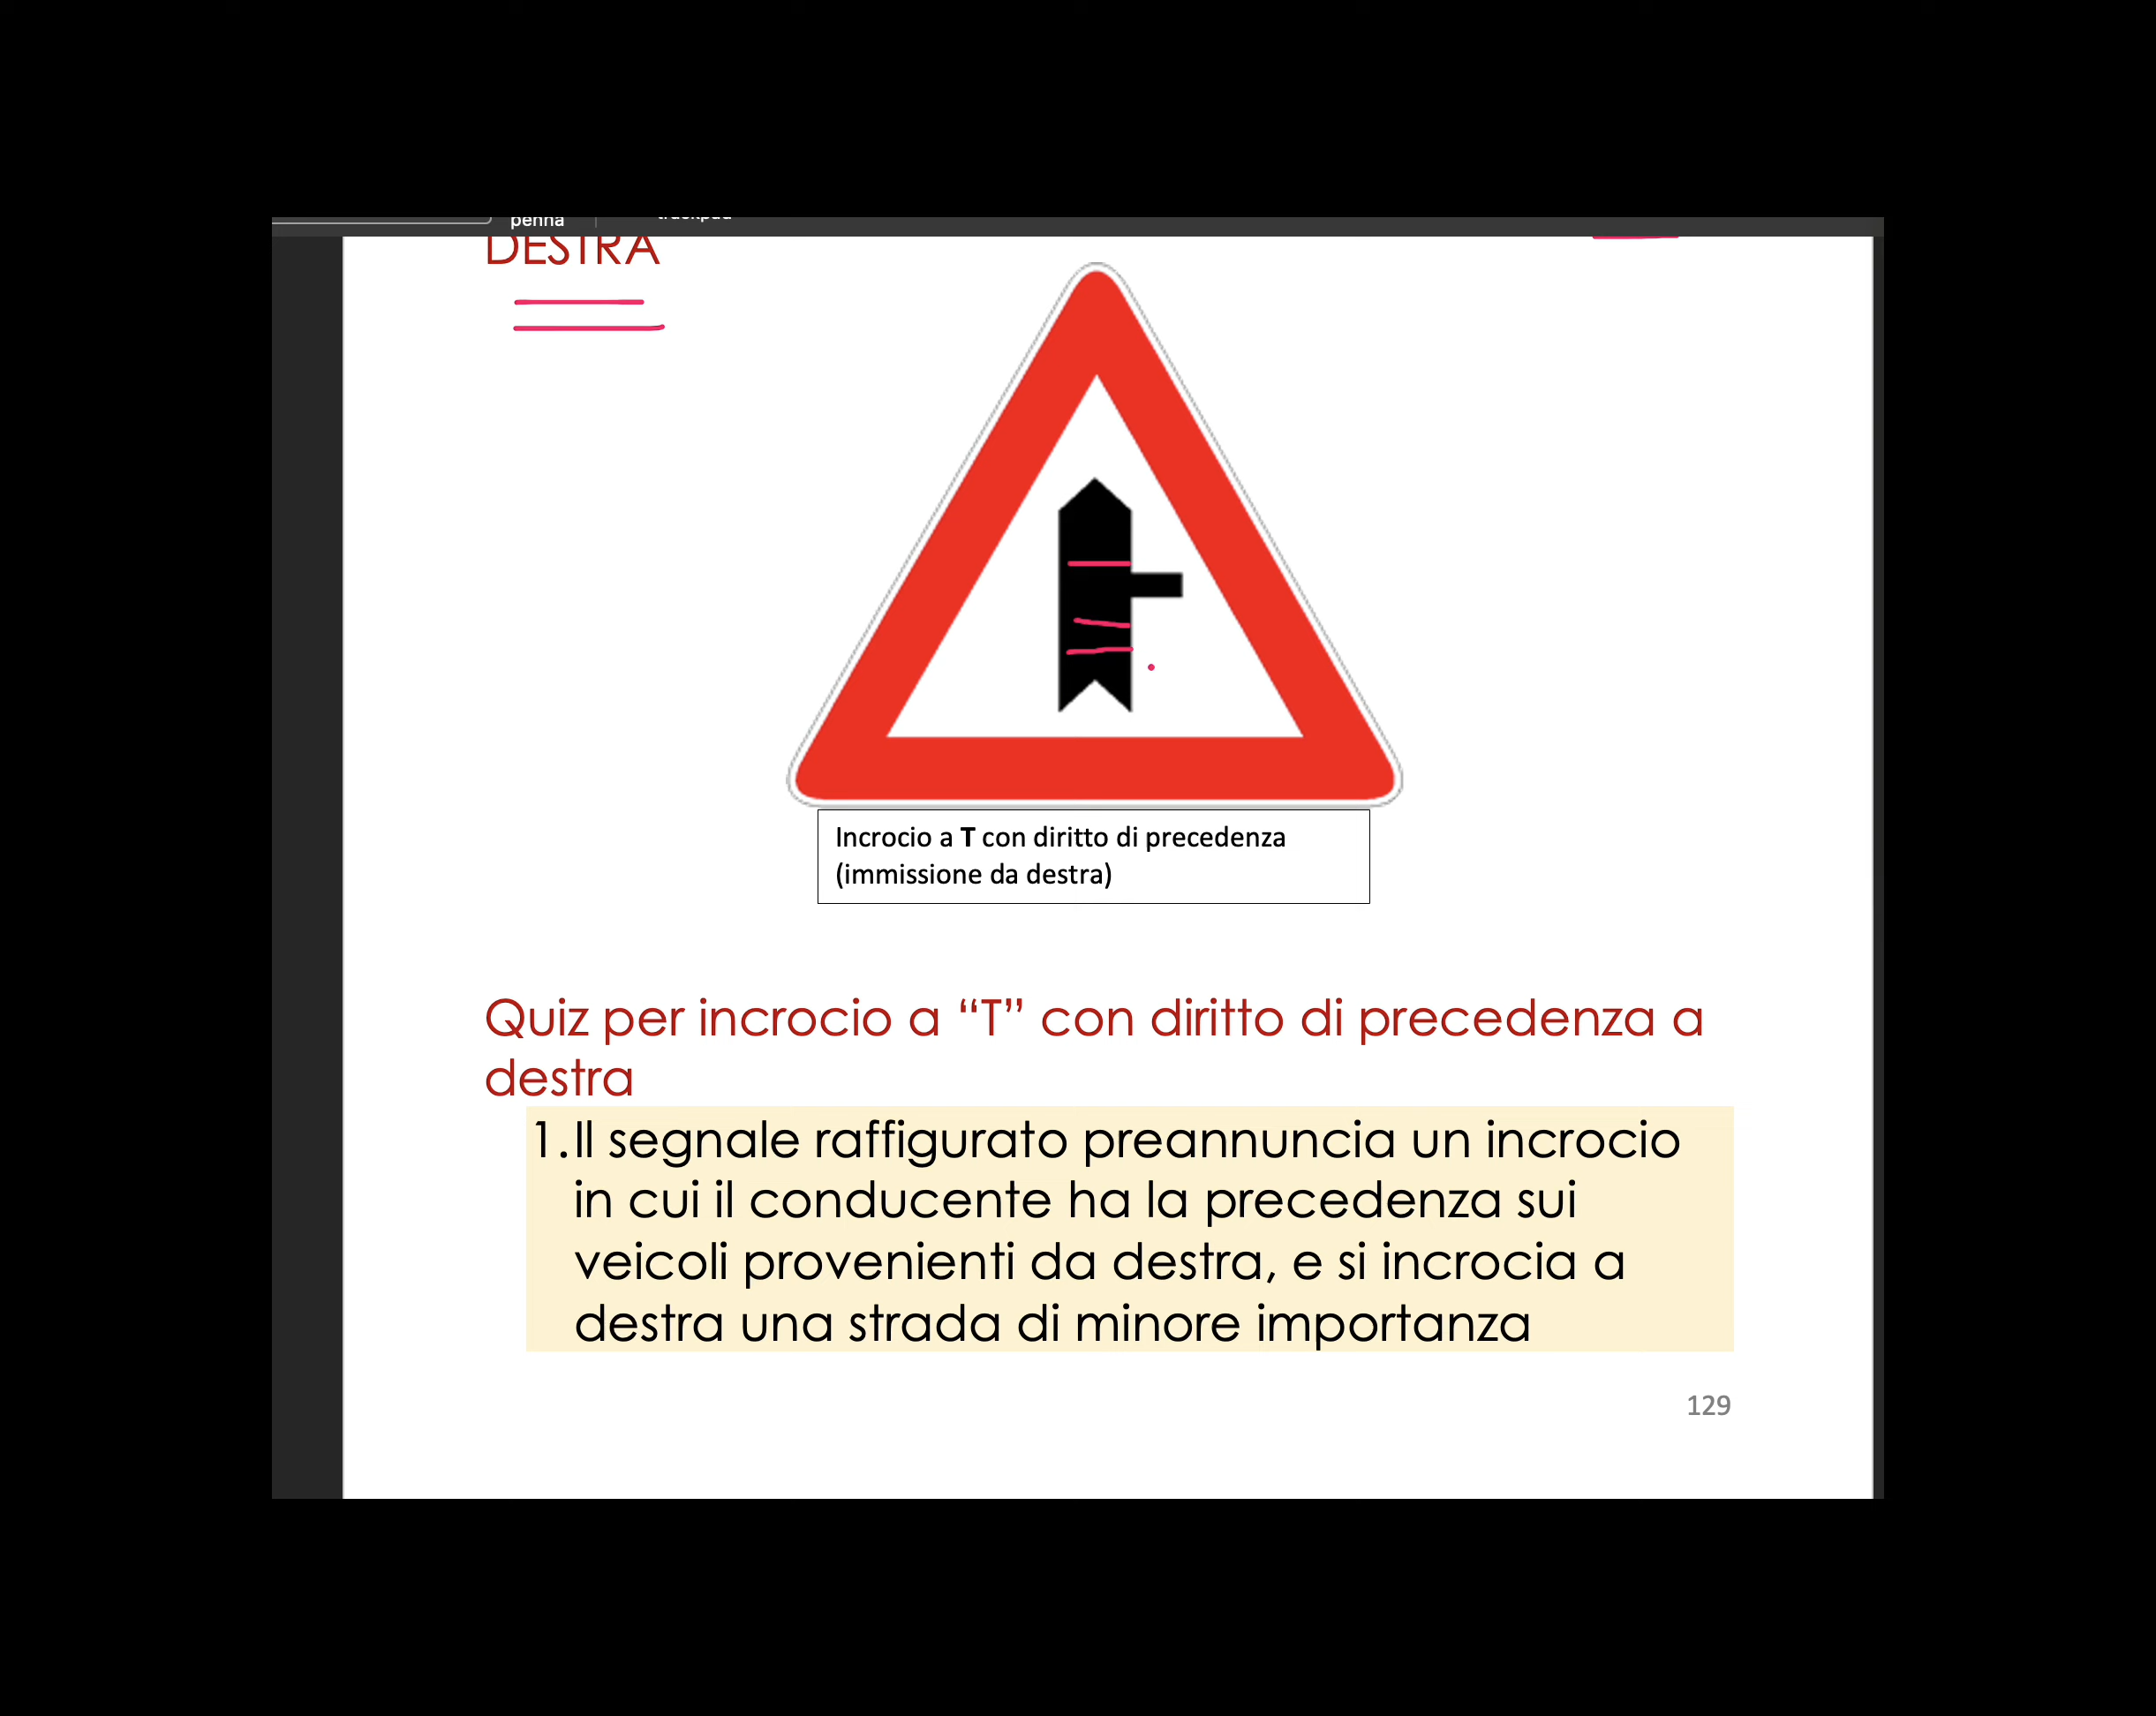 penna
DESTRA
Incrocio a T con diritto di precedenza
(immissione da destra)
Quiz per incrocio a “T” con diritto di precedenza a
destra
1.Il segnale raffigurato preannuncia un incrocio
in cui il conducente ha la precedenza sui
veicoli provenienti da destra, e si incrocia a
destra una strada di minore importanza
129